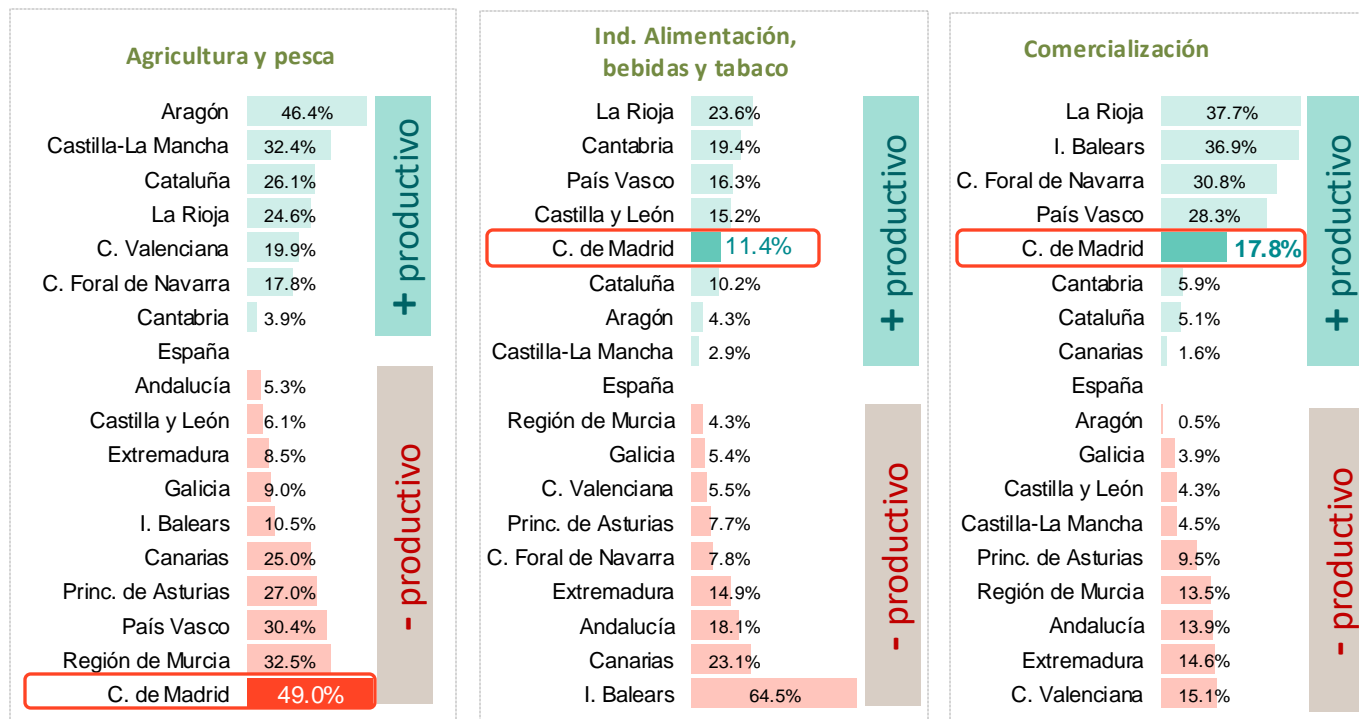 Agricultura y pesca
Aragón 46.4%
Castilla-La Mancha 32.4%
Cataluña 26.1%
La Rioja 24.6%
C. Valenciana 19.9%
C. Foral de Navarra 17.8%
Cantabria 3.9%
España
Andalucía 5.3%
Castilla y León 6.1%
Extremadura 8.5%
Galicia 9.0%
I. Balears 10.5%
Canarias 25.0%
Princ. de Asturias 27.0%
País Vasco 30.4%
Región de Murcia 32.5%
C. de Madrid 49.0%
+ productivo
- productivo
Ind. Alimentación,
bebidas y tabaco
La Rioja 23.6%
Cantabria 19.4%
País Vasco 16.3%
Castilla y León 15.2%
C. de Madrid 11.4%
Cataluña 10.2%
Aragón 4.3%
Castilla-La Mancha 2.9%
España
Región de Murcia 4.3%
Galicia 5.4%
C. Valenciana 5.5%
Princ. de Asturias 7.7%
C. Foral de Navarra 7.8%
Extremadura 14.9%
Andalucía 18.1%
Canarias 23.1%
I. Balears 64.5%
+ productivo
- productivo
Comercialización
La Rioja 37.7%
I. Balears 36.9%
C. Foral de Navarra 30.8%
País Vasco 28.3%
C. de Madrid 17.8%
Cantabria 5.9%
Cataluña 5.1%
Canarias 1.6%
España
Aragón 0.5%
Galicia 3.9%
Castilla y León 4.3%
Castilla-La Mancha 4.5%
Princ. de Asturias 9.5%
Región de Murcia 13.5%
Andalucía 13.9%
Extremadura 14.6%
C. Valenciana 15.1%
+ productivo
- productivo